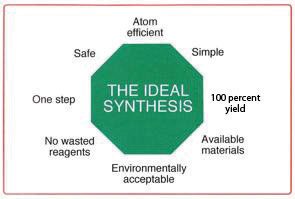 Atom
efficient
Safe
Simple
THE IDEAL
SYNTHESIS
One step
100 percent
yield
No wasted
reagents
Available
materials
Environmentally
acceptable